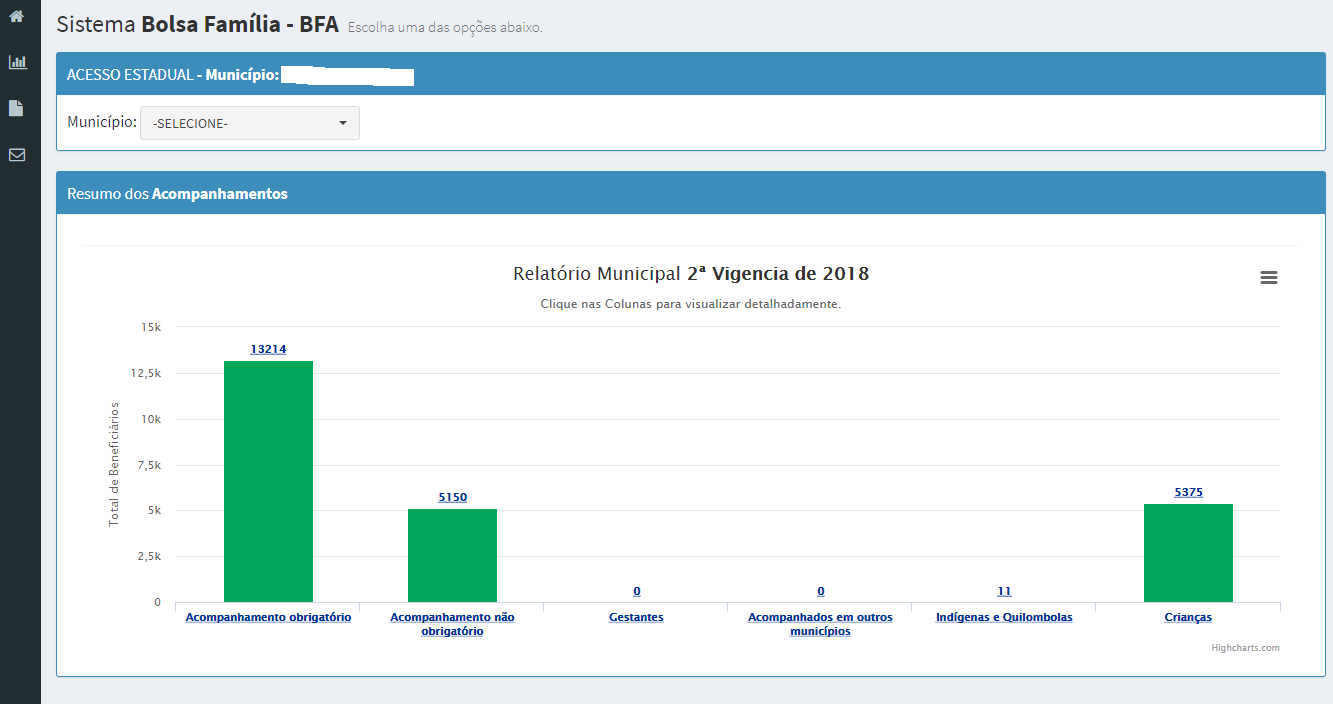 Sistema Bolsa Família - BFA Escolha uma das opções abaixo.
ACESSO ESTADUAL - Município:
Município: -SELECIONE-
Resumo dos Acompanhamentos
Relatório Municipal 2ª Vigencia de 2018
Clique nas Colunas para visualizar detalhadamente.
Total de Beneficiários
15k
12,5k
10k
7,5k
5k
2,5k
0
13214
5150
0
0
11
5375
Acompanhamento obrigatório
Acompanhamento não
obrigatório
Gestantes
Acompanhados em outros
municípios
Indígenas e Quilombolas
Crianças
Highcharts.com